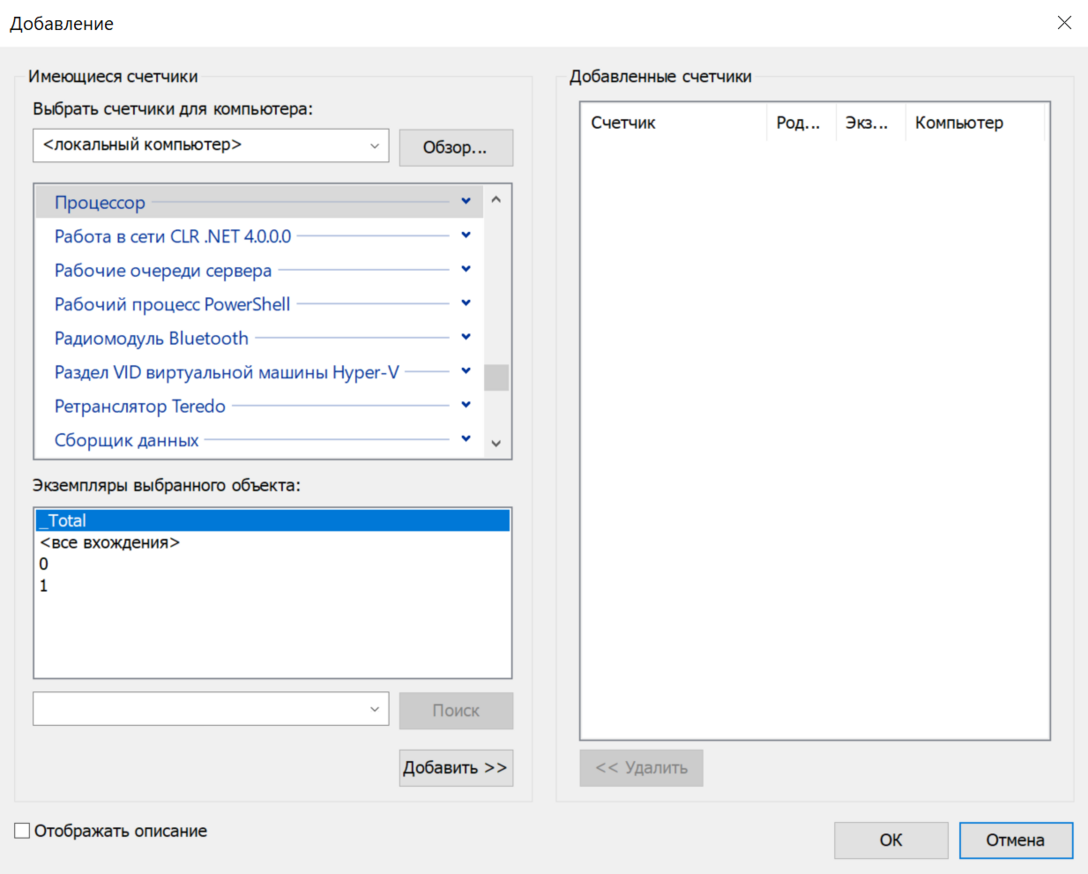 Добавление
Имеющиеся счетчики
Выбрать счетчики для компьютера:
<локальный компьютер>
Обзор...
Процессор
Работа в сети CLR .NET 4.0.0.0
Рабочие очереди сервера
Рабочий процесс PowerShell
Радиомодуль Bluetooth
Раздел VID виртуальной машины Hyper-V
Ретранслятор Teredo
Сборщик данных
Экземпляры выбранного объекта:
_Total
<все вхождения>
0
1
Поиск
Добавить >>
Добавленные счетчики
Счетчик Род... Экз... Компьютер
<< Удалить
Отображать описание
ОК
Отмена